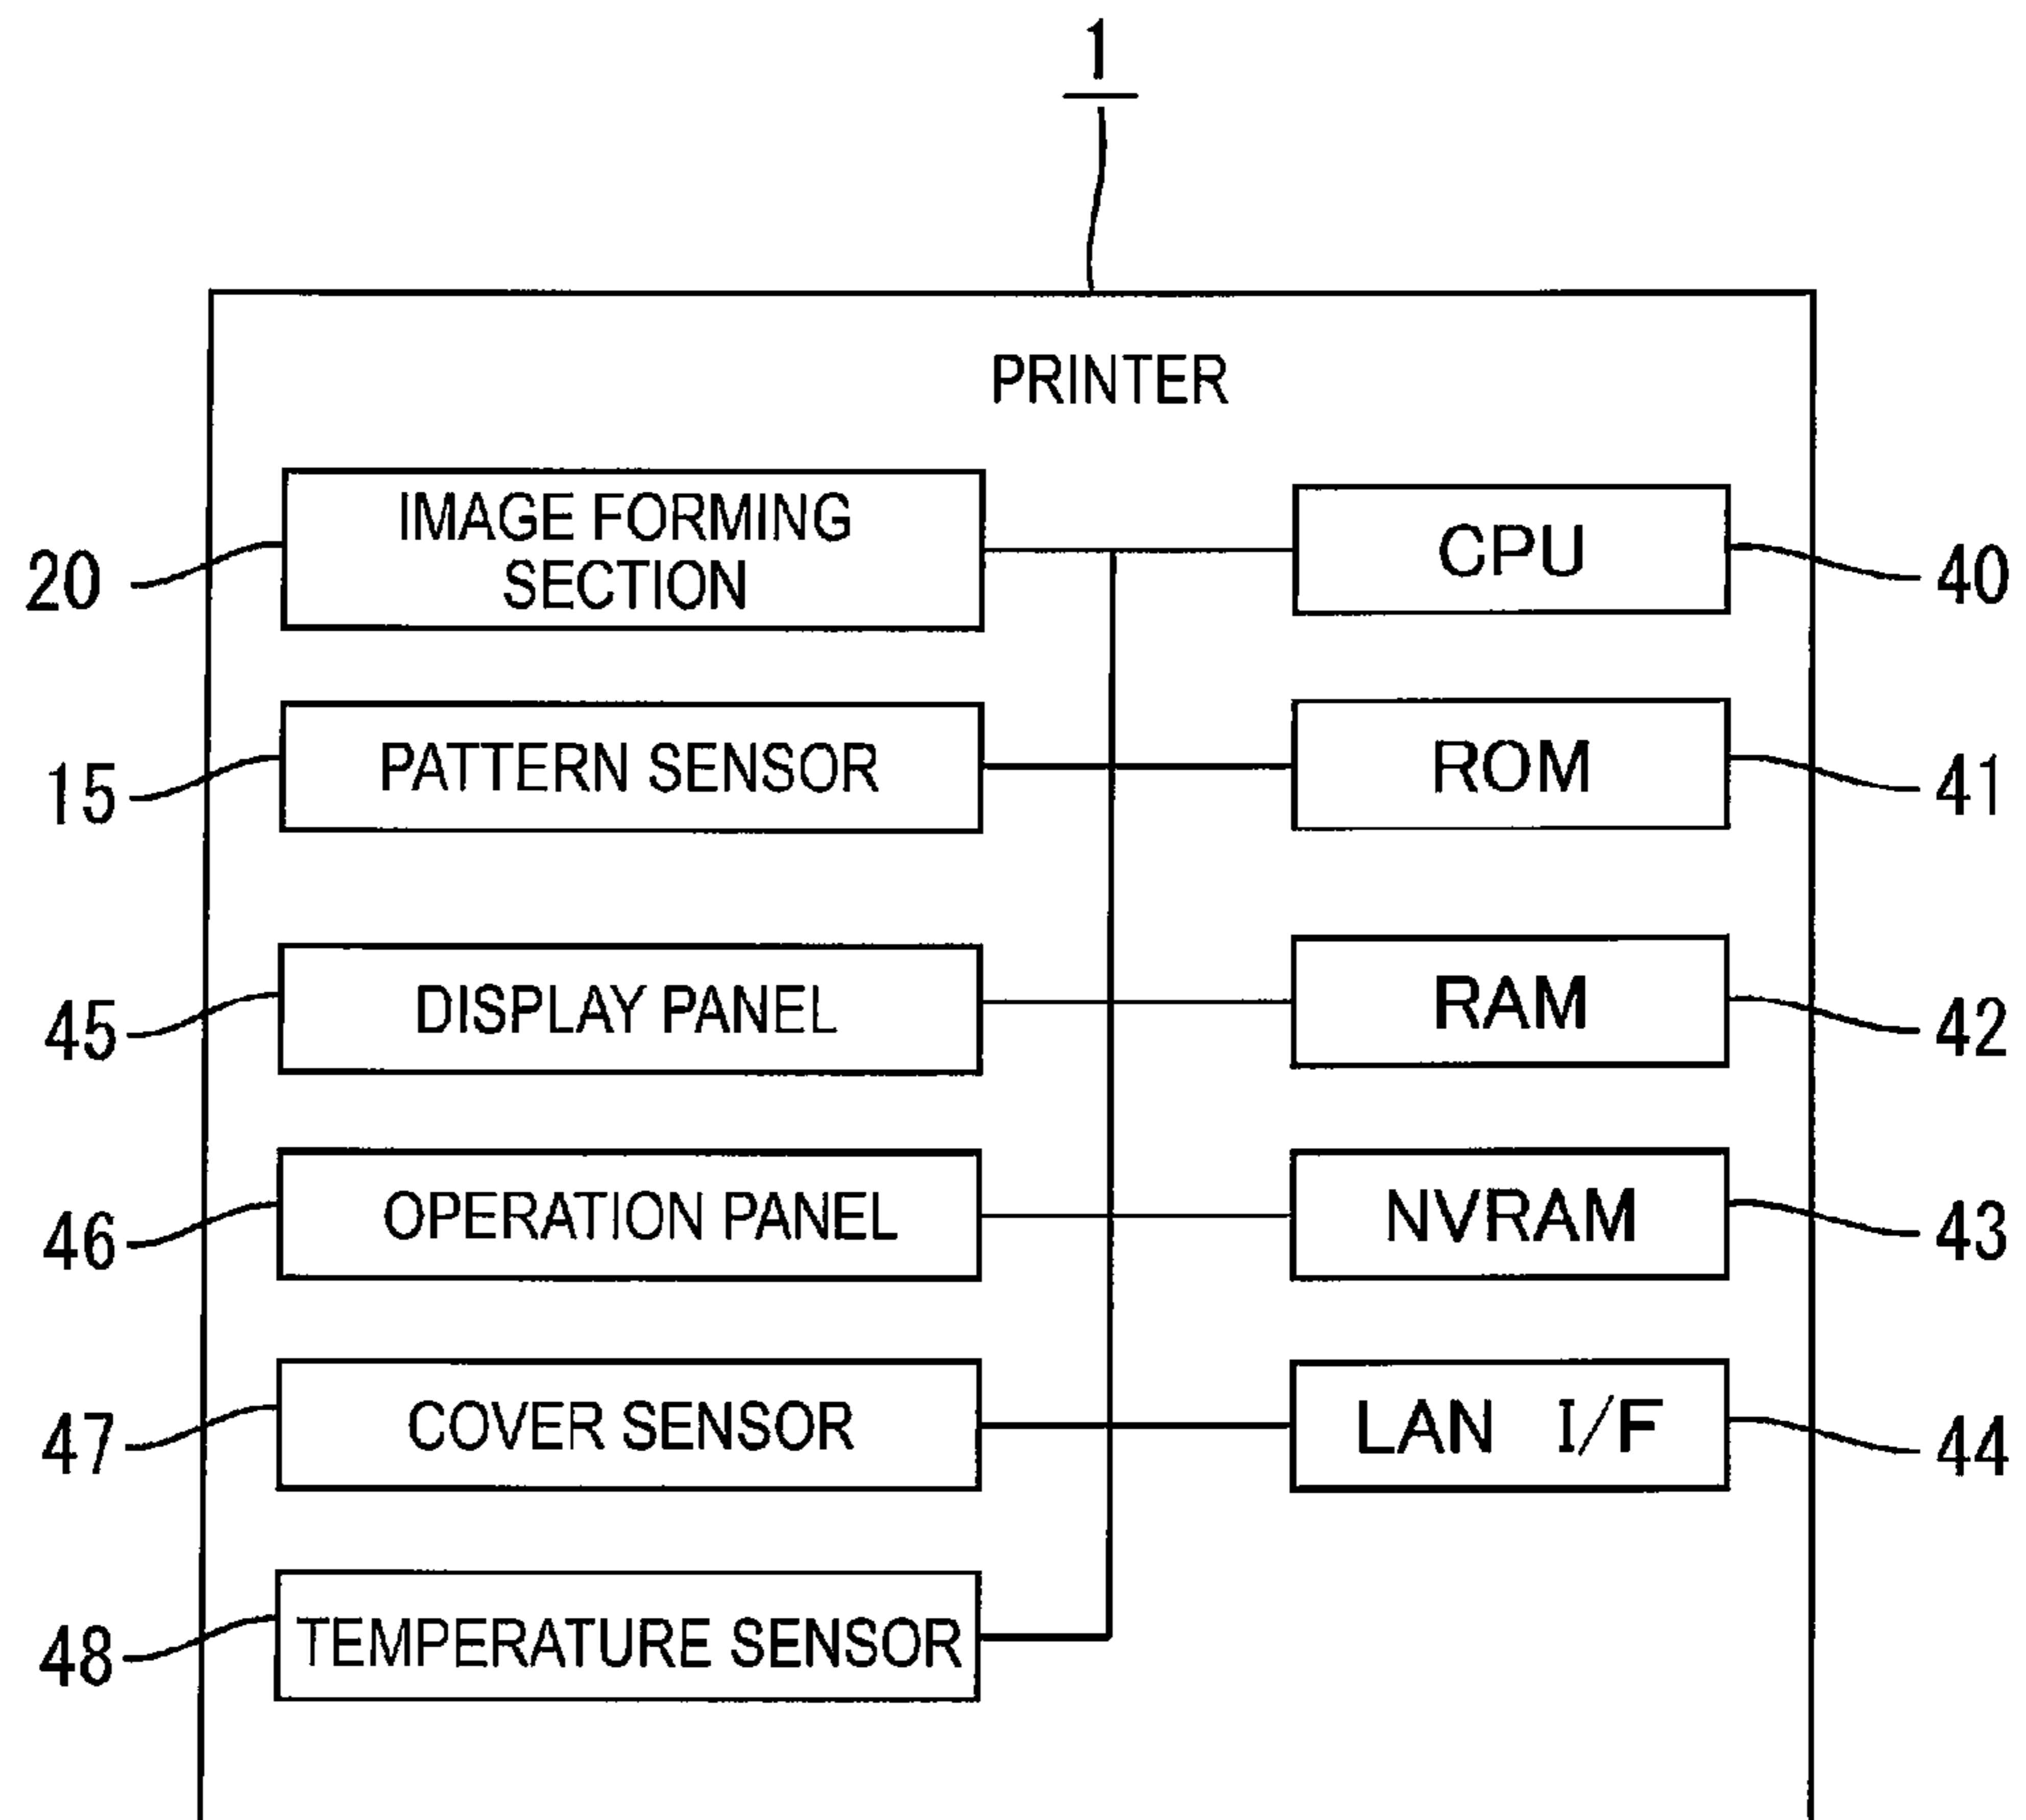 1
PRINTER
IMAGE FORMING
SECTION
20
CPU
40
PATTERN SENSOR
15
ROM
41
DISPLAY PANEL
45
RAM
42
OPERATION PANEL
46
NVRAM
43
COVER SENSOR
47
LAN I/F
44
TEMPERATURE SENSOR
48